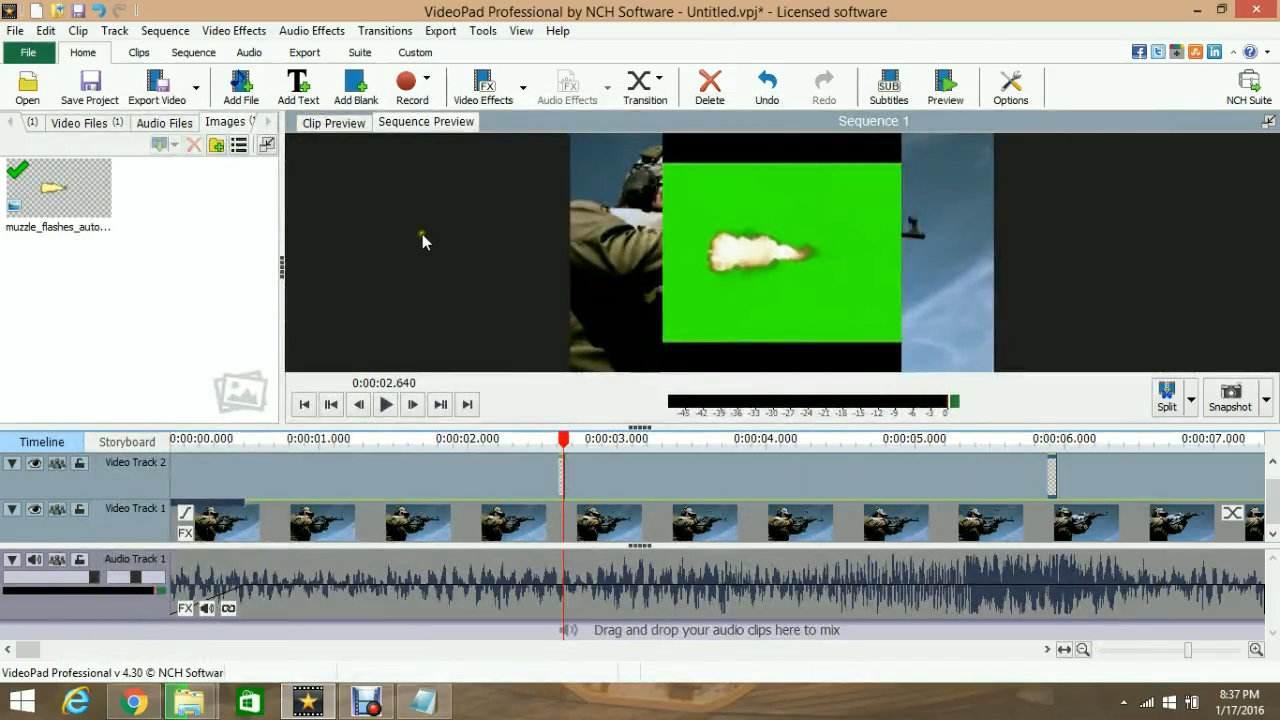 VideoPad Professional by NCH Software - Untitled.vpj* - Licensed software
File Edit Clip Track Sequence Video Effects Audio Effects Transitions Export Tools View Help
File Home Clips Sequence Audio Export Suite Custom
Open Save Project Export Video Add File Add Text Add Blank Record Video Effects Audio Effects Transition Delete Undo Redo Subtitles Preview Options NCH Suite
(1) Video Files (1) Audio Files Images ( Clip Preview Sequence Preview Sequence 1
muzzle_flashes_auto...
0:00:02.640
-45 -42 -39 -36 -33 -30 -27 -24 -21 -18 -15 -12 -9 -6 -3 0
Split Snapshot
Timeline Storyboard 0:00:00.000 0:00:01.000 0:00:02.000 0:00:03.000 0:00:04.000 0:00:05.000 0:00:06.000 0:00:07.000
Video Track 2
Video Track 1
FX
Audio Track 1
FX
Drag and drop your audio clips here to mix
VideoPad Professional v 4.30 © NCH Softwar
8:37 PM
1/17/2016